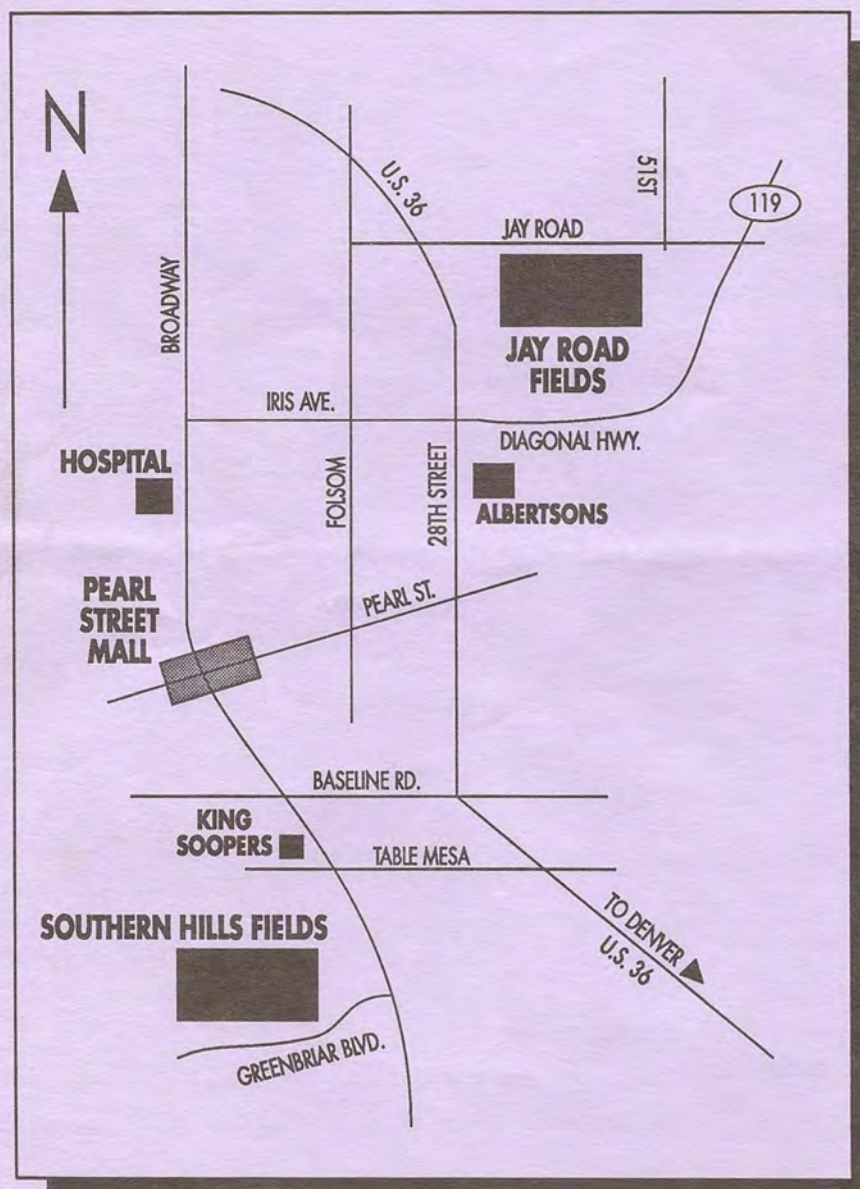 N
U.S. 36
51ST
119
JAY ROAD
BROADWAY
JAY ROAD
FIELDS
IRIS AVE.
DIAGONAL HWY.
HOSPITAL
FOLSOM
28TH STREET
ALBERTSONS
PEARL
STREET
MALL
PEARL ST.
BASELINE RD.
KING
SOOPERS
TABLE MESA
SOUTHERN HILLS FIELDS
TO DENVER
U.S. 36
GREENBRIAR BLVD.